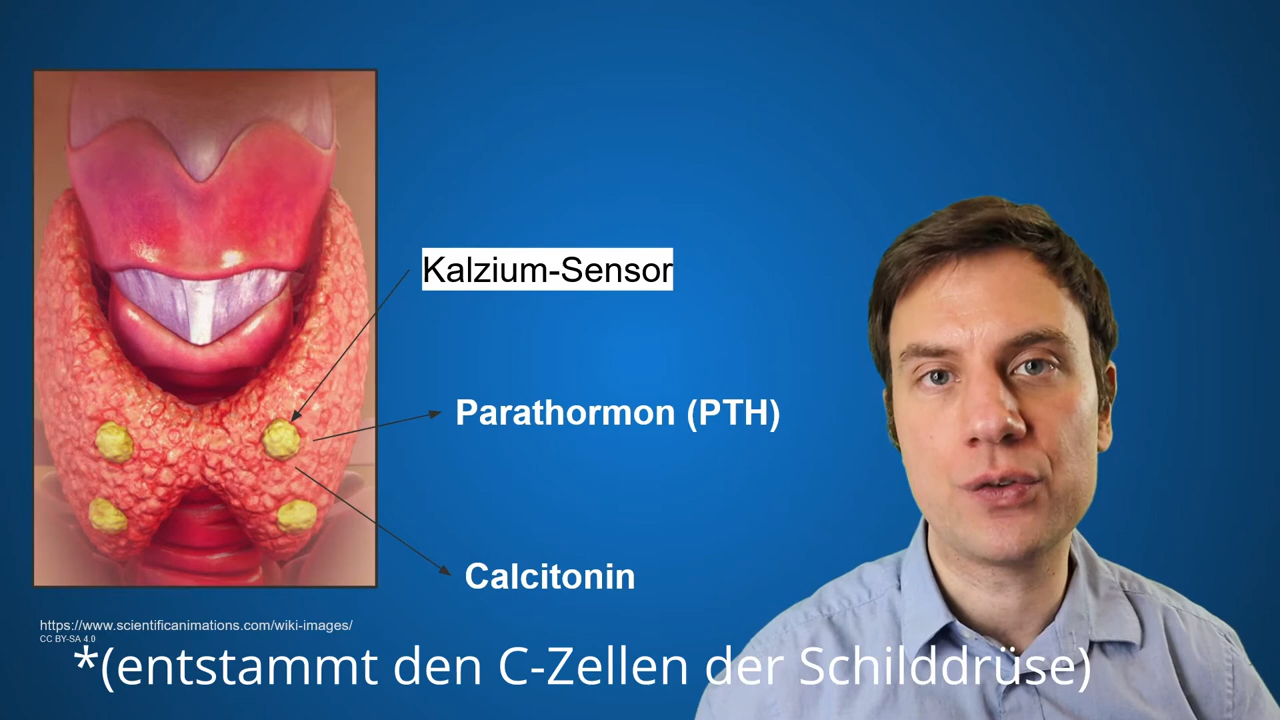 Kalzium-Sensor
Parathormon (PTH)
Calcitonin
https://www.scientificanimations.com/wiki-images/
CC BY-SA 4.0
*(entstammt den C-Zellen der Schilddrüse)